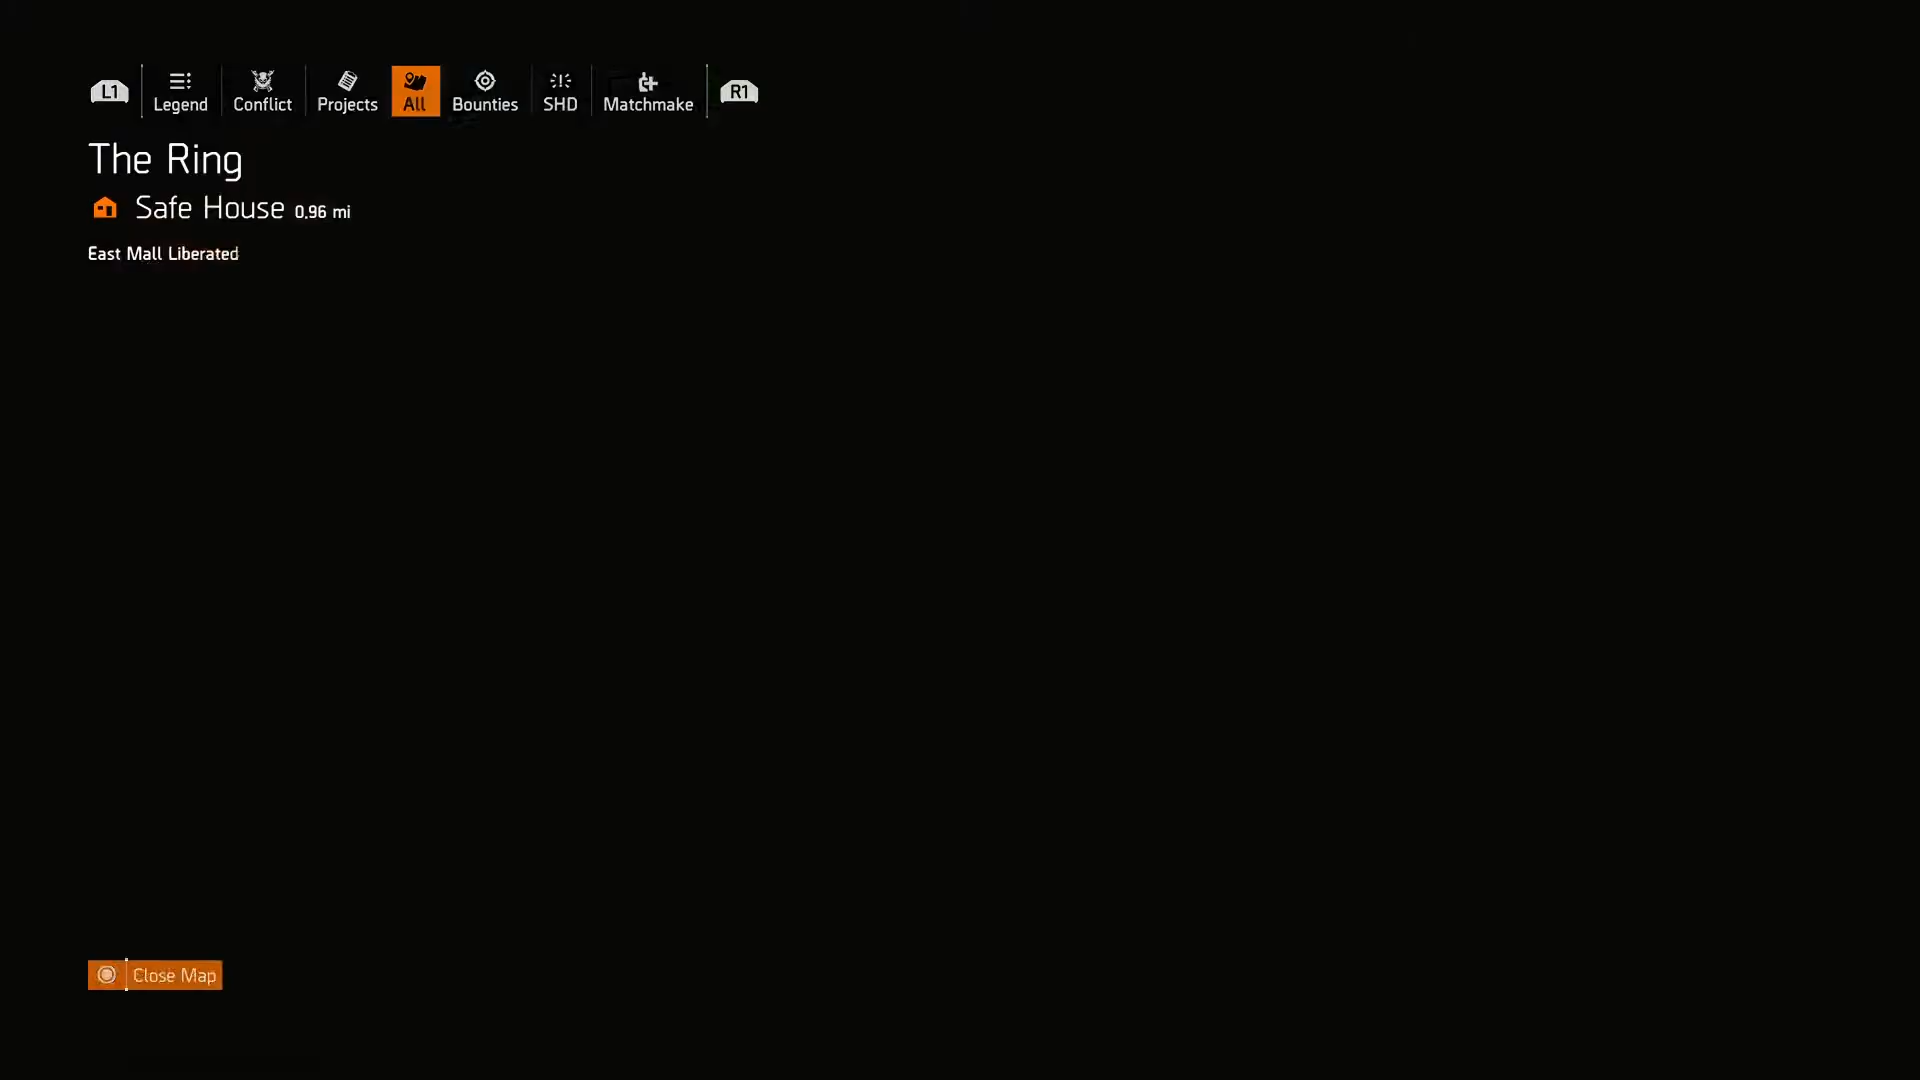 L1 Legend Conflict Projects All Bounties SHD Matchmake R1
The Ring
Safe House 0.96 mi
East Mall Liberated
Close Map